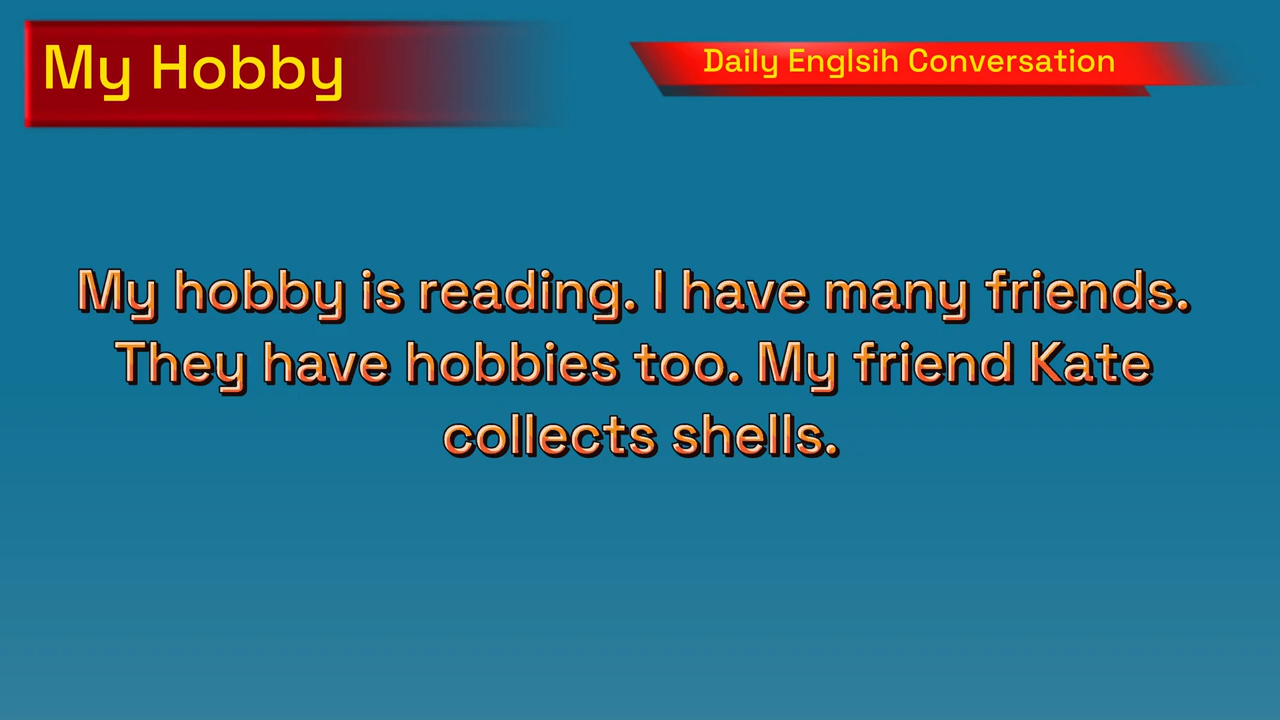 My Hobby
Daily Englsih Conversation
My hobby is reading. I have many friends.
They have hobbies too. My friend Kate
collects shells.